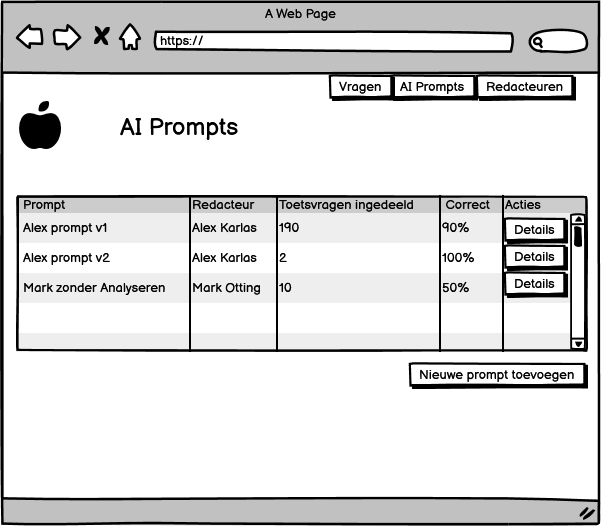 A Web Page
https://
Vragen AI Prompts Redacteuren
AI Prompts
Prompt Redacteur Toetsvragen ingedeeld Correct Acties
Alex prompt v1 Alex Karlas 190 90% Details
Alex prompt v2 Alex Karlas 2 100% Details
Mark zonder Analyseren Mark Otting 10 50% Details
Nieuwe prompt toevoegen